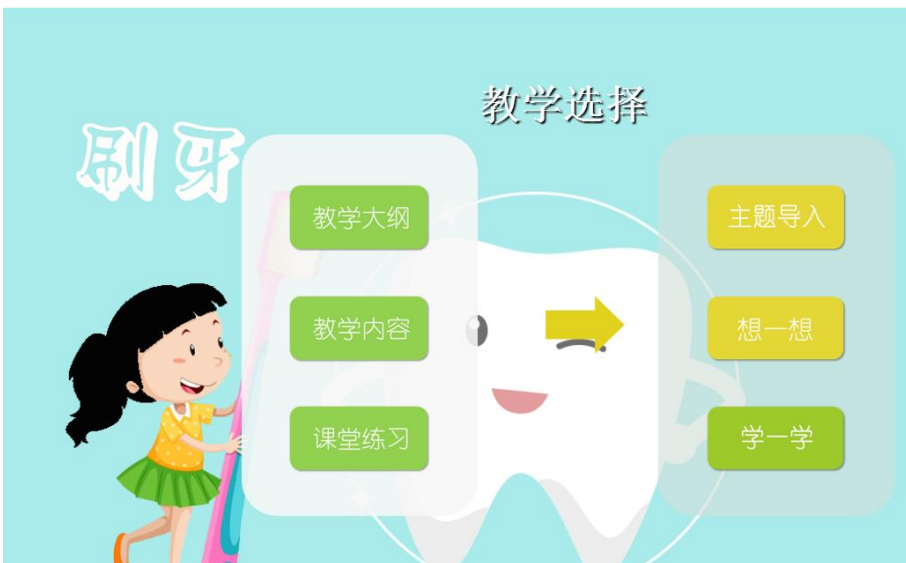 教学选择
刷牙
教学大纲
教学内容
课堂练习
主题导入
想一想
学一学